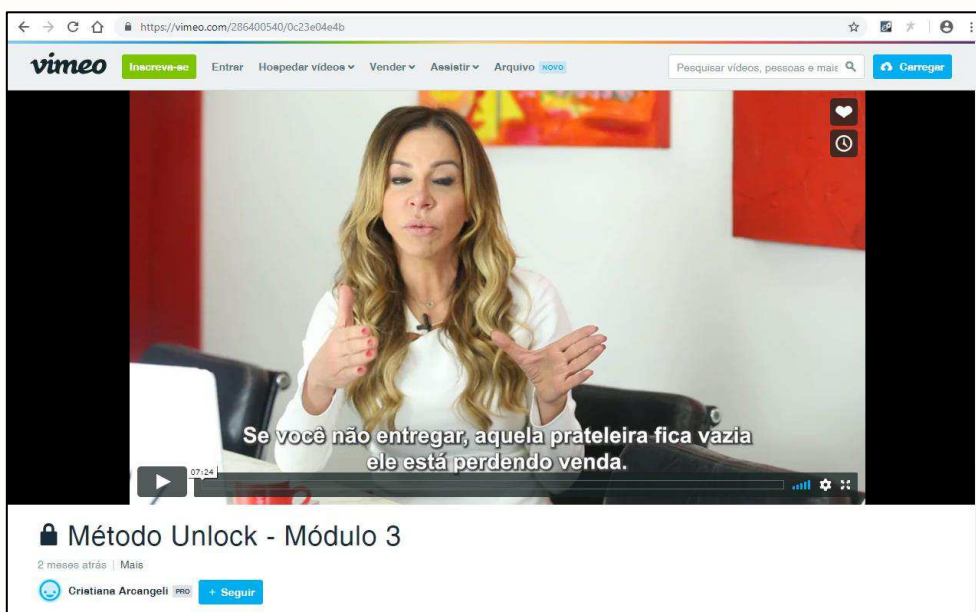 https://vimeo.com/286400540/0c23e04e4b
vimeo Inscreva-se Entrar Hospedar vídeos Vender Assistir Arquivo NOVO Pesquisar vídeos, pessoas e mais Carregar
Se você não entregar, aquela prateleira fica vazia
ele está perdendo venda.
07:24
Método Unlock - Módulo 3
2 meses atrás | Mais
Cristiana Arcangeli PRO + Seguir